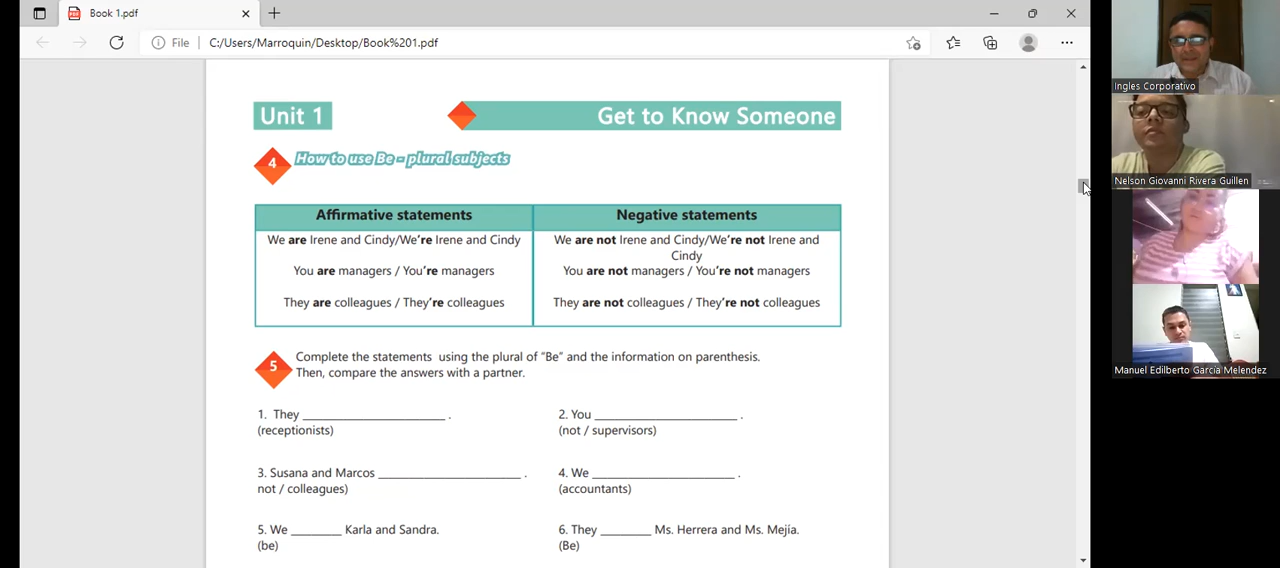 Book 1.pdf
File
C:/Users/Marroquin/Desktop/Book%201.pdf
Unit 1
Get to Know Someone
4
How to use Be - plural subjects
Affirmative statements
Negative statements
We are Irene and Cindy/We're Irene and Cindy
We are not Irene and Cindy/We're not Irene and
Cindy
You are managers / You're managers
You are not managers / You're not managers
They are colleagues / They're colleagues
They are not colleagues / They're not colleagues
5
Complete the statements using the plural of “Be” and the information on parenthesis.
Then, compare the answers with a partner.
1. They ______________________ .
(receptionists)
2. You ______________________ .
(not / supervisors)
3. Susana and Marcos ______________________ .
not / colleagues)
4. We ______________________ .
(accountants)
5. We ________ Karla and Sandra.
(be)
6. They ________ Ms. Herrera and Ms. Mejía.
(Be)
Ingles Corporativo
Nelson Giovanni Rivera Guillen
Manuel Edilberto García Melendez